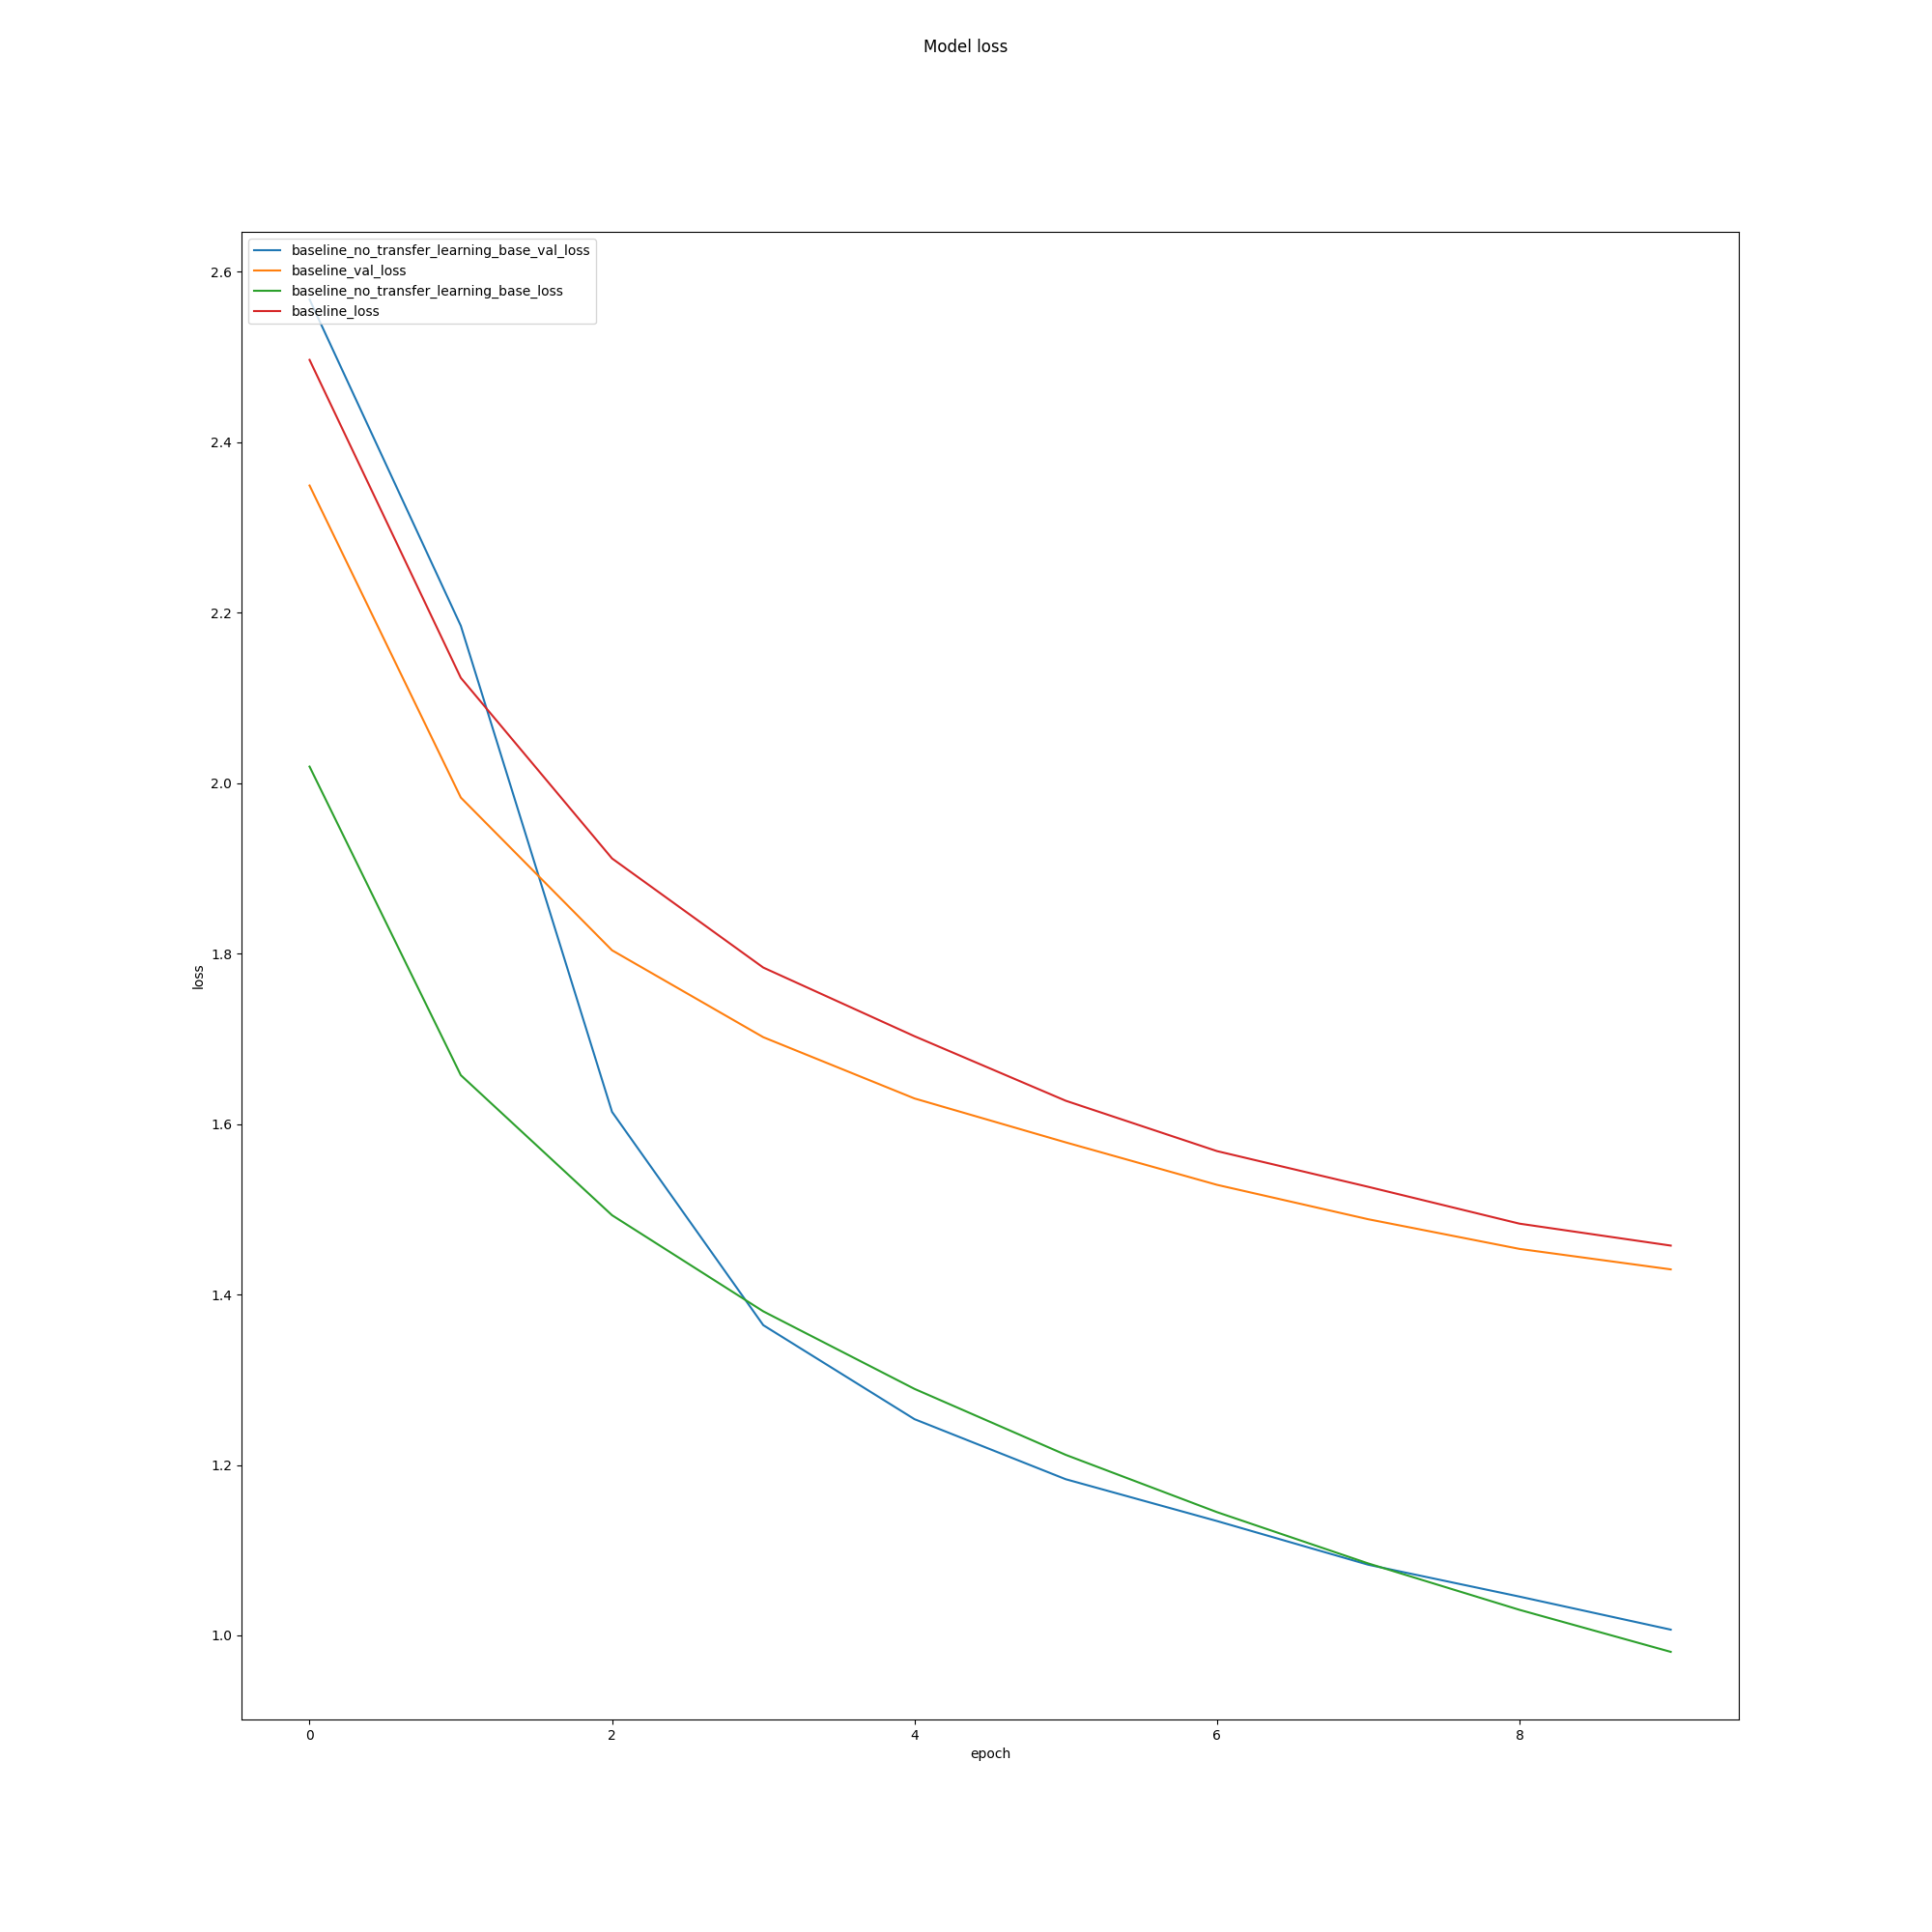 Model loss
baseline_no_transfer_learning_base_val_loss
baseline_val_loss
baseline_no_transfer_learning_base_loss
baseline_loss
2.6
2.4
2.2
2.0
1.8
1.6
1.4
1.2
1.0
loss
0 2 4 6 8
epoch